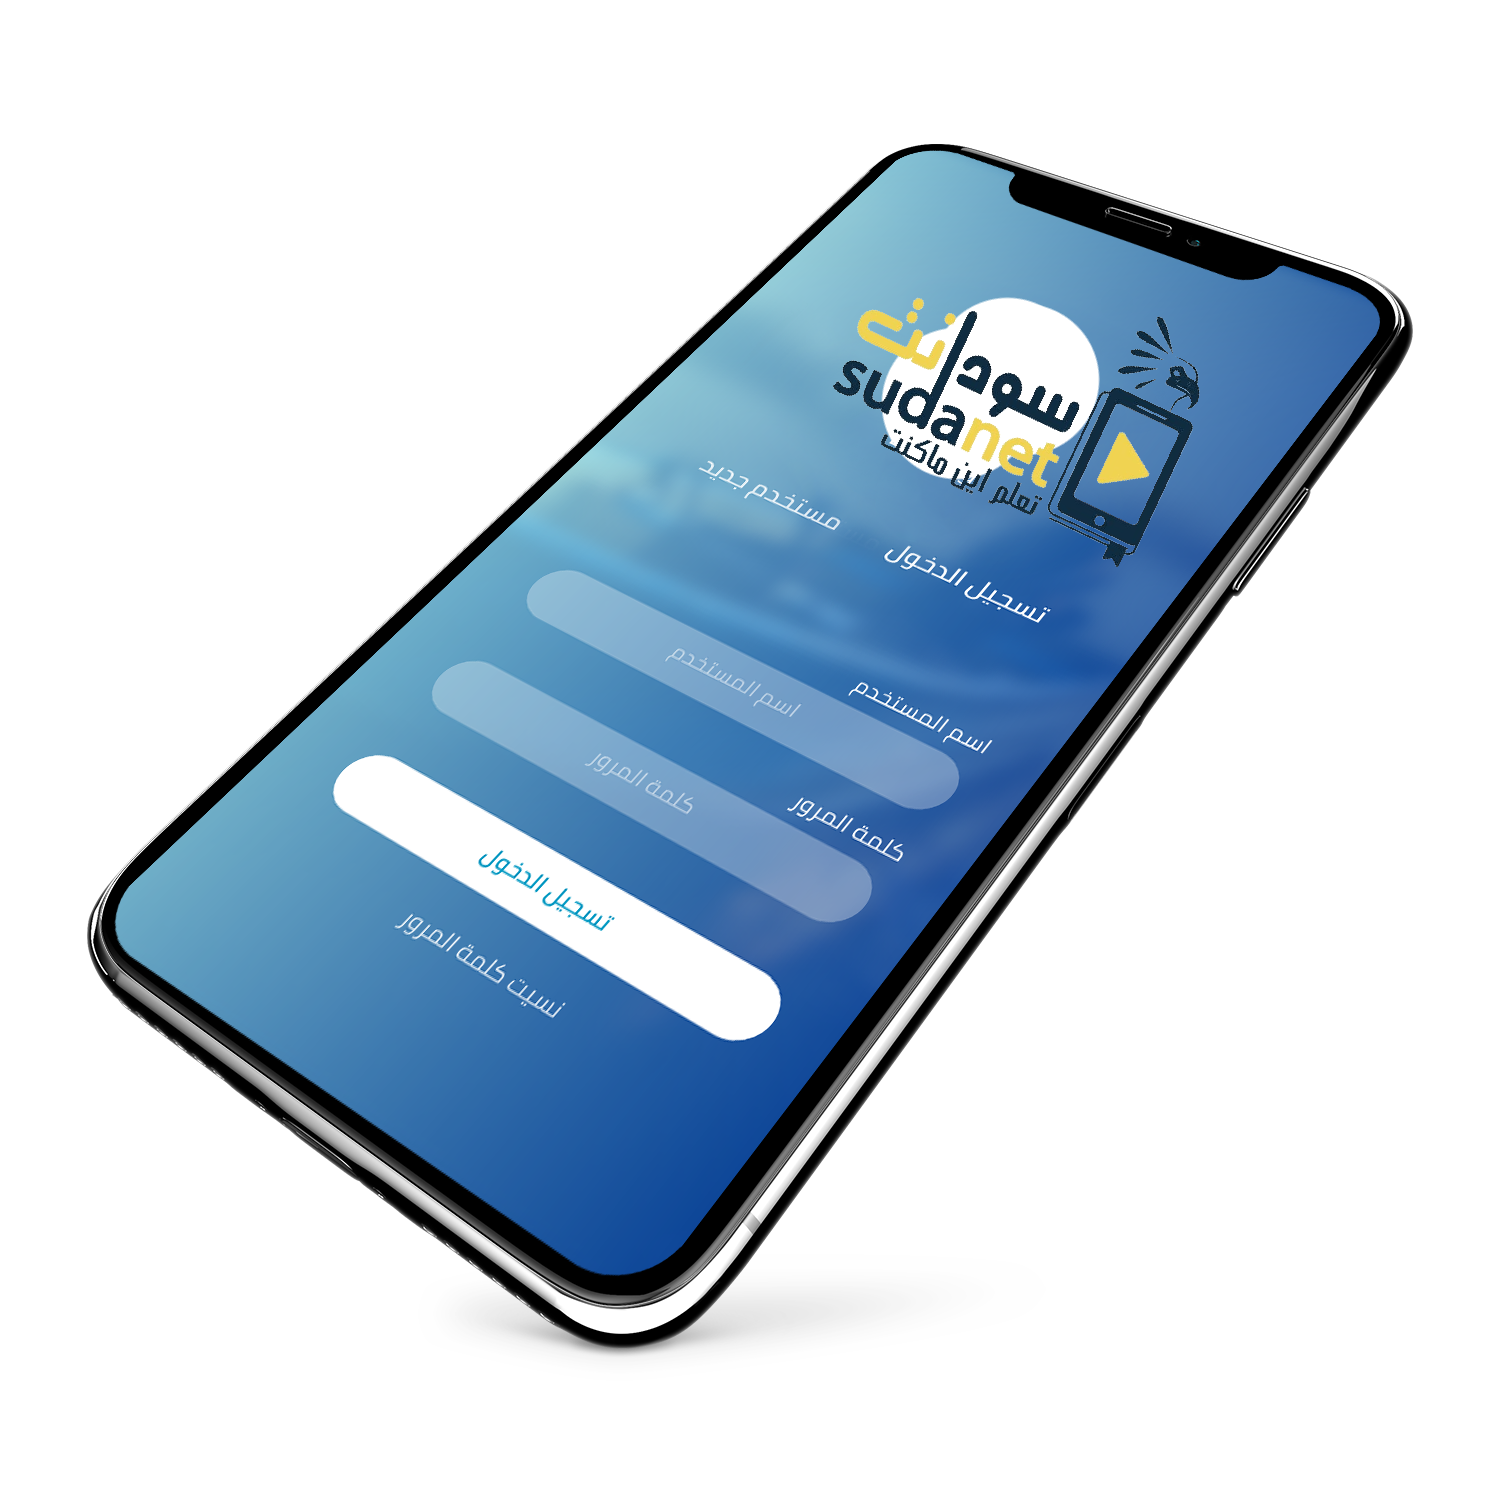 سودانت
sudanet
تعلم اين ماكنت
تسجيل الدخول
مستخدم جديد
اسم المستخدم
اسم المستخدم
كلمة المرور
كلمة المرور
تسجيل الدخول
نسيت كلمة المرور